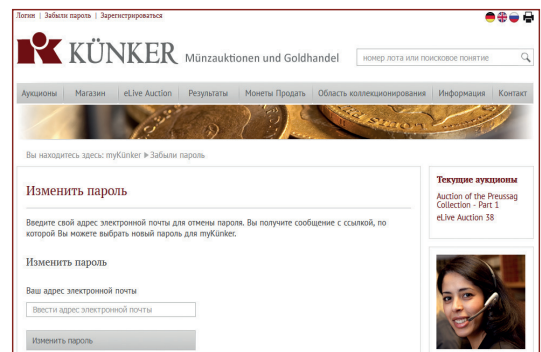 Логин | Забыли пароль | Зарегистрироваться
KÜNKER Münzauktionen und Goldhandel
номер лота или поисковое понятие
Аукционы Магазин eLive Auction Результаты Монеты Продать Область коллекционирования Информация Контакт
Вы находитесь здесь: myKünker ▶ Забыли пароль
Изменить пароль
Введите свой адрес электронной почты для отмены пароля. Вы получите сообщение с ссылкой, по
которой Вы можете выбрать новый пароль для myKünker.
Изменить пароль
Ваш адрес электронной почты
Ввести адрес электронной почты
Изменить пароль
Текущие аукционы
Auction of the Preussag
Collection - Part 1
eLive Auction 38